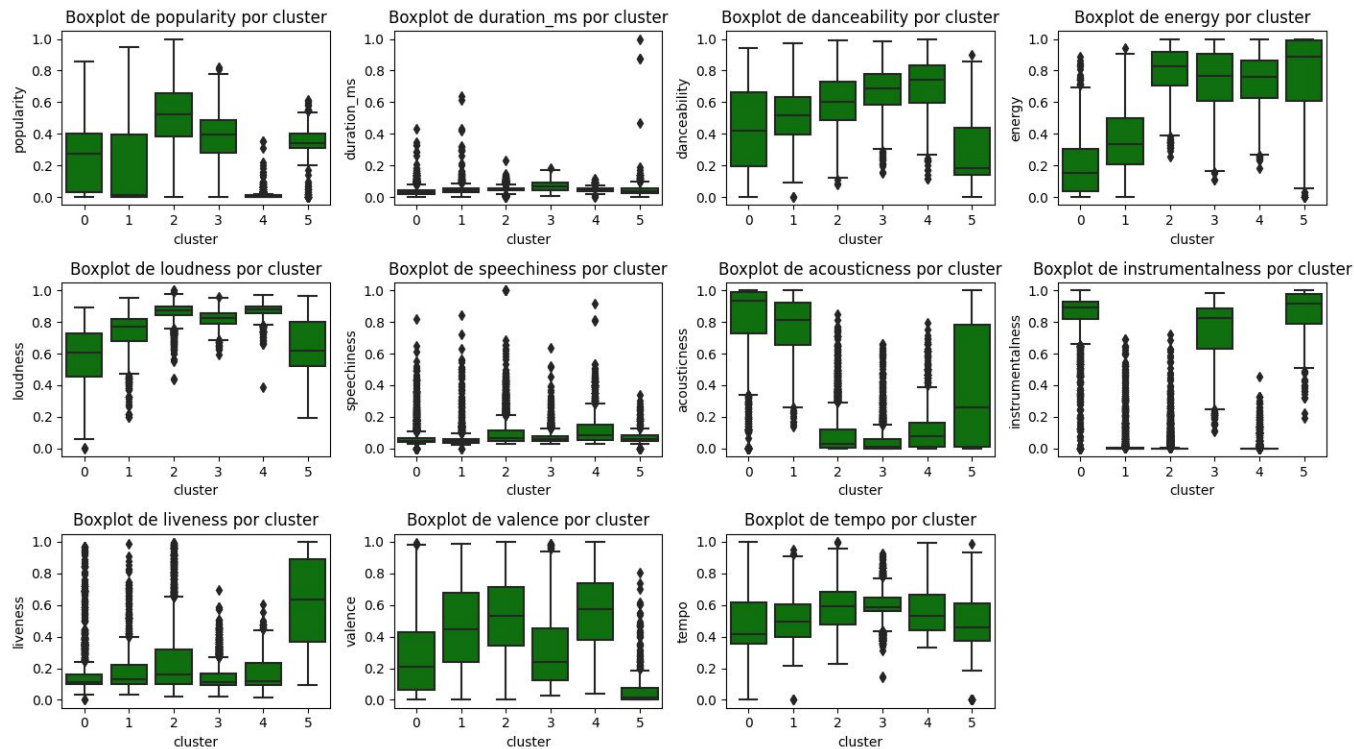 Boxplot de popularity por cluster
popularity
1.0
0.8
0.6
0.4
0.2
0.0
0 1 2 3 4 5
cluster
Boxplot de duration_ms por cluster
duration_ms
1.0
0.8
0.6
0.4
0.2
0.0
0 1 2 3 4 5
cluster
Boxplot de danceability por cluster
danceability
1.0
0.8
0.6
0.4
0.2
0.0
0 1 2 3 4 5
cluster
Boxplot de energy por cluster
energy
1.0
0.8
0.6
0.4
0.2
0.0
0 1 2 3 4 5
cluster
Boxplot de loudness por cluster
loudness
1.0
0.8
0.6
0.4
0.2
0.0
0 1 2 3 4 5
cluster
Boxplot de speechiness por cluster
speechiness
1.0
0.8
0.6
0.4
0.2
0.0
0 1 2 3 4 5
cluster
Boxplot de acousticness por cluster
acousticness
1.0
0.8
0.6
0.4
0.2
0.0
0 1 2 3 4 5
cluster
Boxplot de instrumentalness por cluster
instrumentalness
1.0
0.8
0.6
0.4
0.2
0.0
0 1 2 3 4 5
cluster
Boxplot de liveness por cluster
liveness
1.0
0.8
0.6
0.4
0.2
0.0
0 1 2 3 4 5
cluster
Boxplot de valence por cluster
valence
1.0
0.8
0.6
0.4
0.2
0.0
0 1 2 3 4 5
cluster
Boxplot de tempo por cluster
tempo
1.0
0.8
0.6
0.4
0.2
0.0
0 1 2 3 4 5
cluster